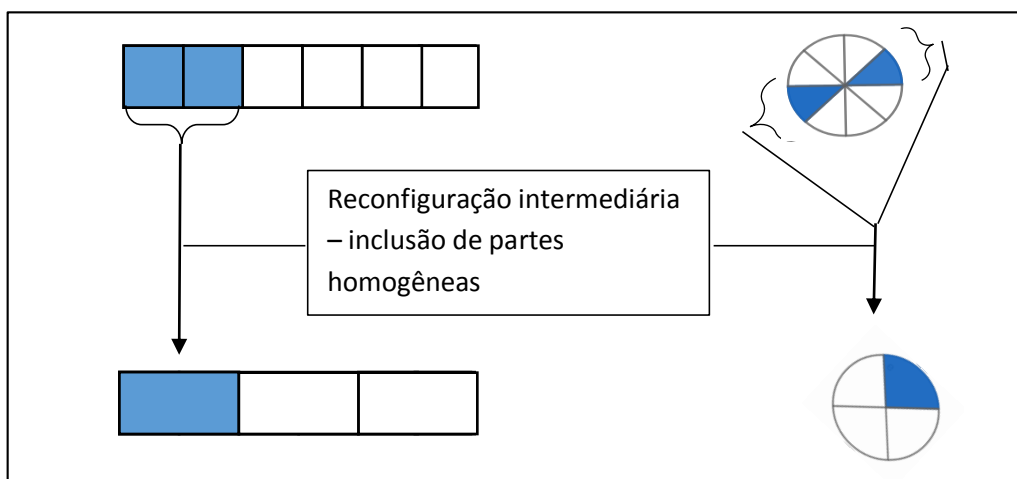 Reconfiguração intermediária
– inclusão de partes
homogêneas